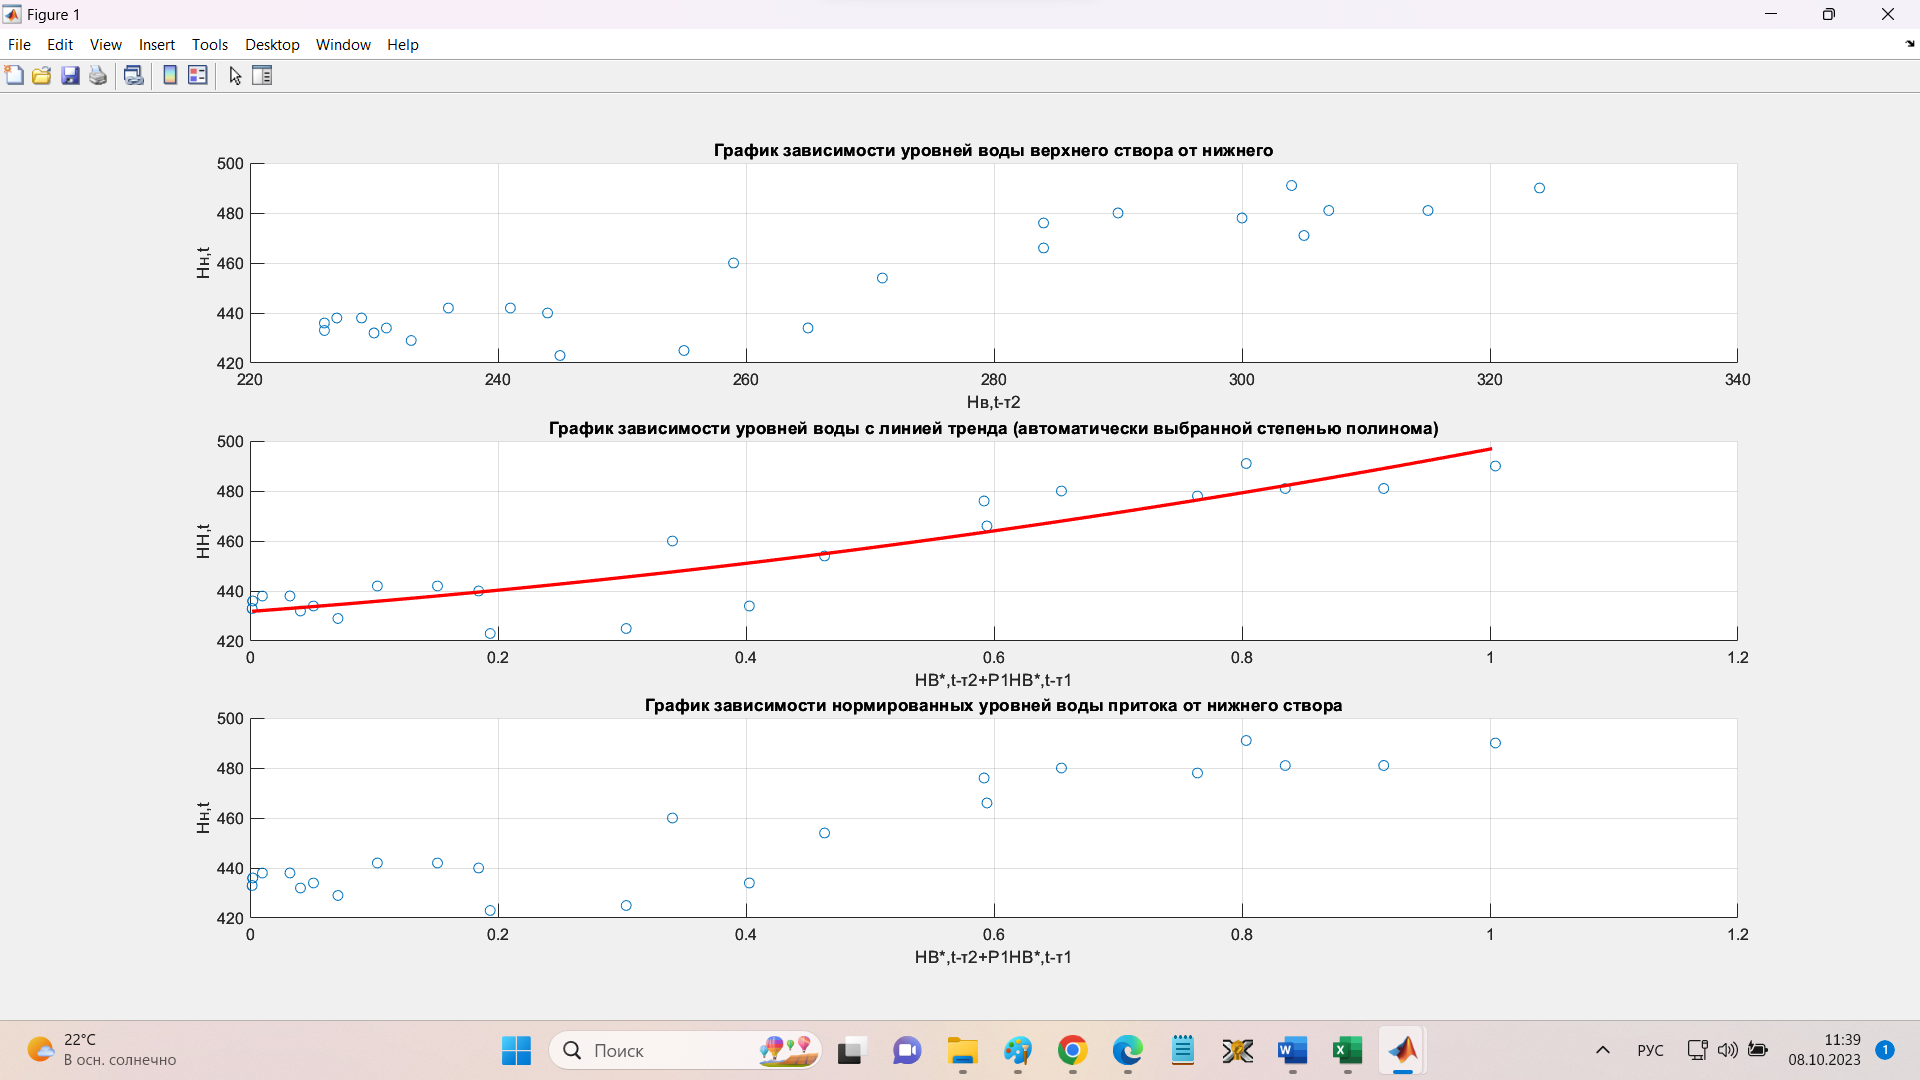 Figure 1
File Edit View Insert Tools Desktop Window Help
График зависимости уровней воды верхнего створа от нижнего
500
480
460
440
420
Нн,t
220 240 260 280 300 320 340
Нв,t-т2
График зависимости уровней воды с линией тренда (автоматически выбранной степенью полинома)
500
480
460
440
420
НН,t
0 0.2 0.4 0.6 0.8 1 1.2
НВ*,t-т2+Р1НВ*,t-т1
График зависимости нормированных уровней воды притока от нижнего створа
500
480
460
440
420
Нн,t
0 0.2 0.4 0.6 0.8 1 1.2
НВ*,t-т2+Р1НВ*,t-т1
22°C
В осн. солнечно
Поиск
РУС
11:39
08.10.2023
1